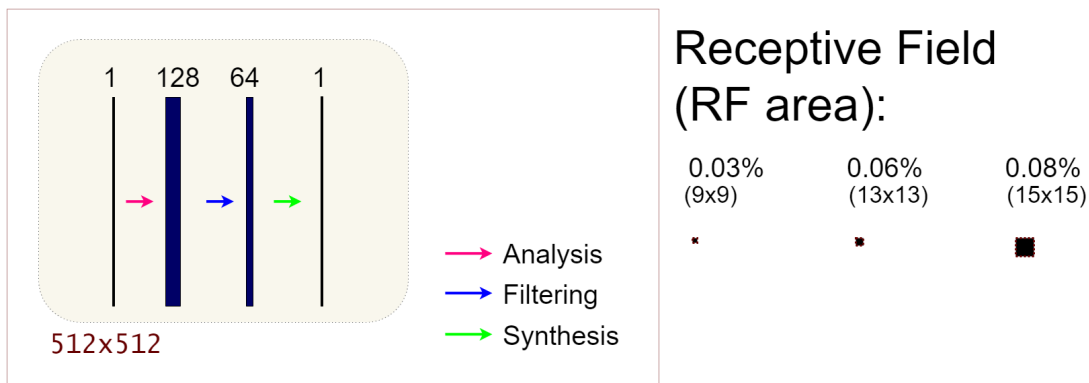 1 128 64 1
Analysis
Filtering
Synthesis
512x512
Receptive Field
(RF area):
0.03% 0.06% 0.08%
(9x9) (13x13) (15x15)